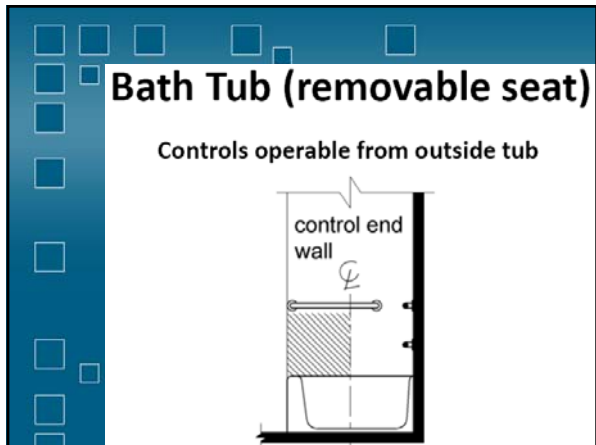 Bath Tub (removable seat)
Controls operable from outside tub
control end
wall
℄